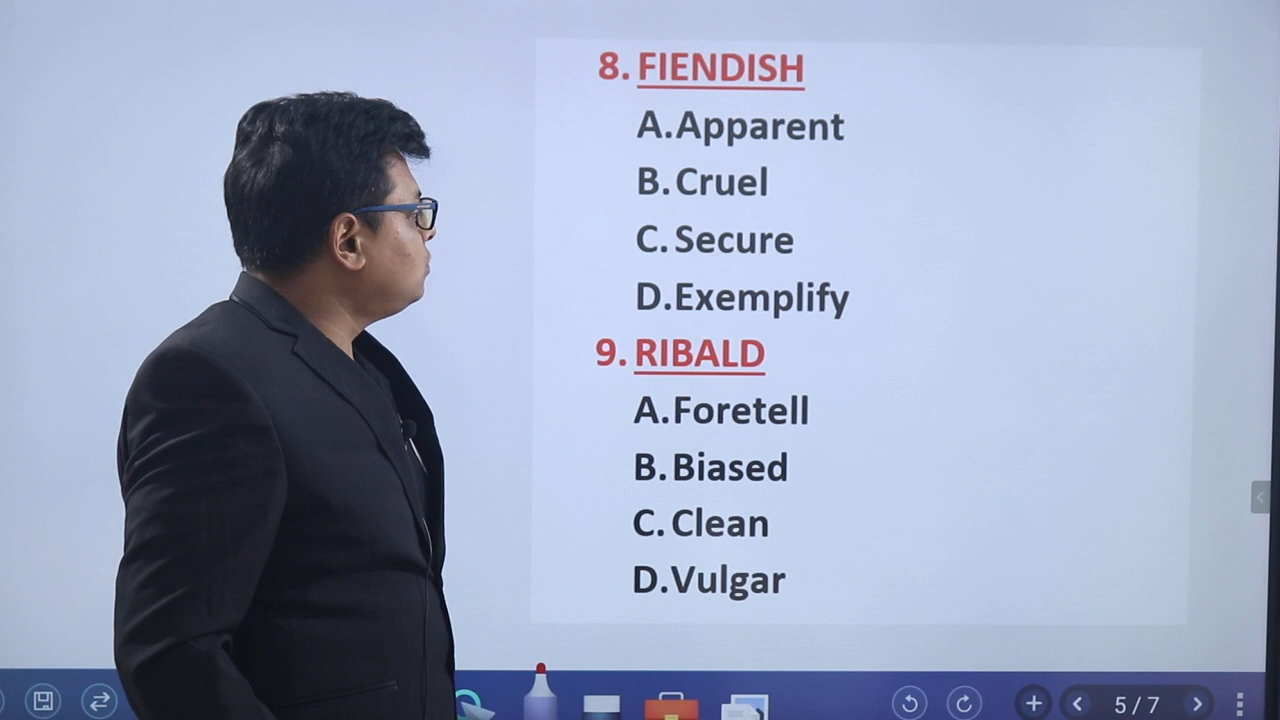 8. FIENDISH
A. Apparent
B. Cruel
C. Secure
D. Exemplify
9. RIBALD
A. Foretell
B. Biased
C. Clean
D. Vulgar
5 / 7